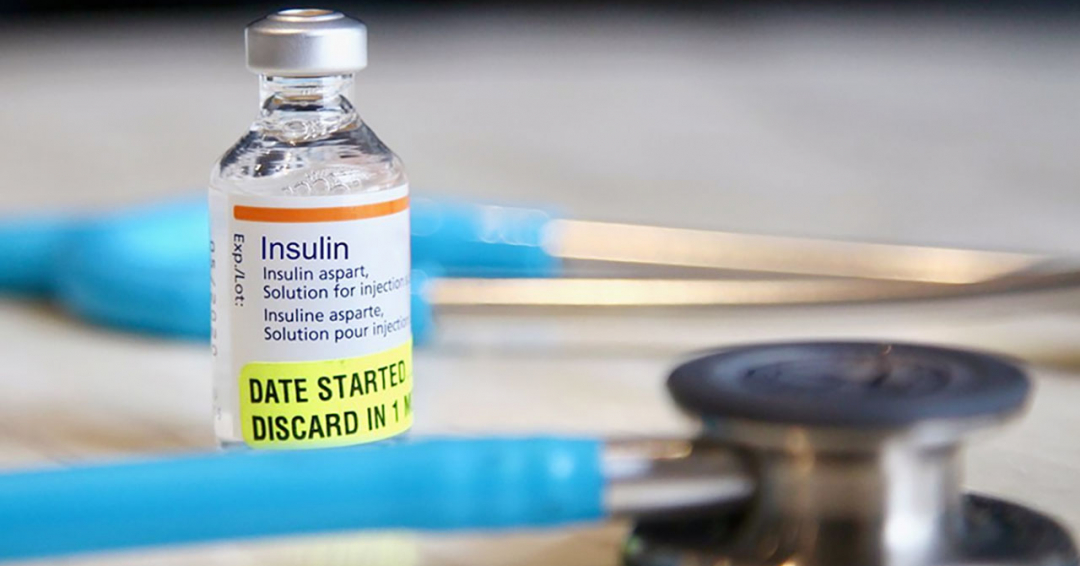 Insulin
Insulin aspart,
Solution for injection
Insuline asparte,
Solution pour injection
Exp./Lot:
DATE STARTED
DISCARD IN 1